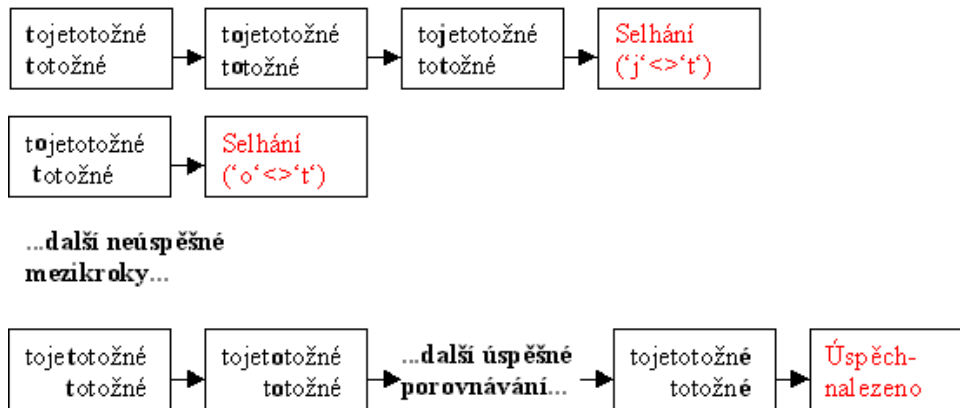 tojetotožné
totožné
tojetotožné
totožné
tojetotožné
totožné
Selhání
(‘j‘<>‘t‘)
tojetotožné
totožné
Selhání
(‘o‘<>‘t‘)
...další neúspěšné
mezikroky...
tojetotožné
totožné
tojetotožné
totožné
...další úspěšné
porovnávání...
tojetotožné
totožné
Úspěch-
nalezeno